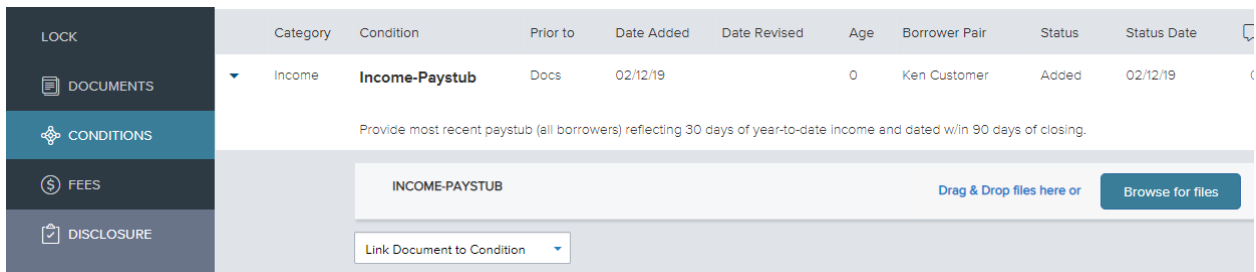 LOCK
DOCUMENTS
CONDITIONS
FEES
DISCLOSURE
Category Condition Prior to Date Added Date Revised Age Borrower Pair Status Status Date
Income Income-Paystub Docs 02/12/19 0 Ken Customer Added 02/12/19
Provide most recent paystub (all borrowers) reflecting 30 days of year-to-date income and dated w/in 90 days of closing.
INCOME-PAYSTUB Drag & Drop files here or Browse for files
Link Document to Condition